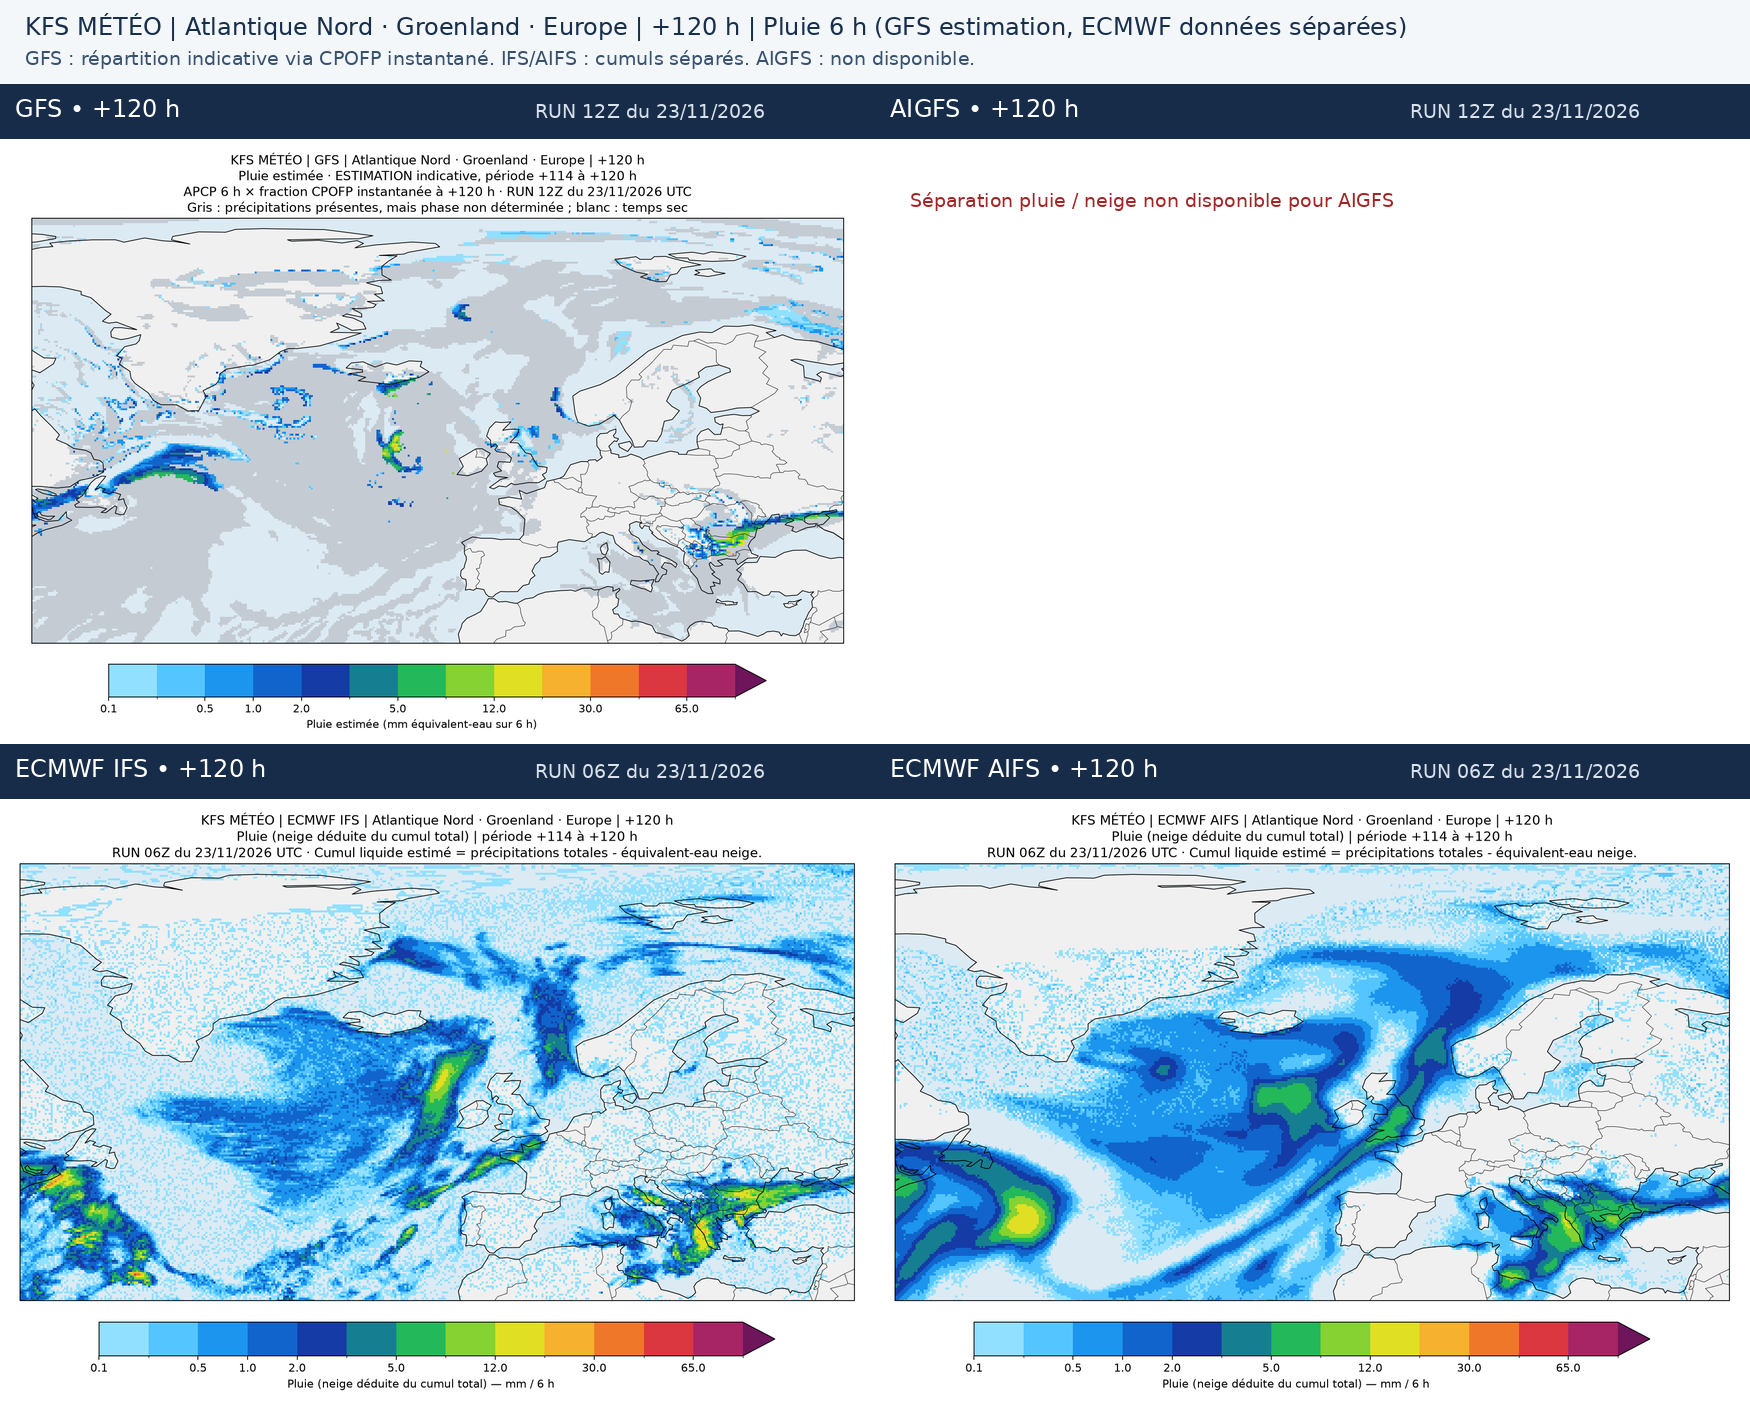 KFS MÉTÉO | Atlantique Nord · Groenland · Europe | +120 h | Pluie 6 h (GFS estimation, ECMWF données séparées)
GFS : répartition indicative via CPOFP instantané. IFS/AIFS : cumuls séparés. AIGFS : non disponible.
GFS • +120 h
RUN 12Z du 23/11/2026
AIGFS • +120 h
RUN 12Z du 23/11/2026
KFS MÉTÉO | GFS | Atlantique Nord · Groenland · Europe | +120 h
Pluie estimée · ESTIMATION indicative, période +114 à +120 h
APCP 6 h × fraction CPOFP instantanée à +120 h · RUN 12Z du 23/11/2026 UTC
Gris : précipitations présentes, mais phase non déterminée ; blanc : temps sec
0.1 0.5 1.0 2.0 5.0 12.0 30.0 65.0
Pluie estimée (mm équivalent-eau sur 6 h)
Séparation pluie / neige non disponible pour AIGFS
ECMWF IFS • +120 h
RUN 06Z du 23/11/2026
ECMWF AIFS • +120 h
RUN 06Z du 23/11/2026
KFS MÉTÉO | ECMWF IFS | Atlantique Nord · Groenland · Europe | +120 h
Pluie (neige déduite du cumul total) | période +114 à +120 h
RUN 06Z du 23/11/2026 UTC · Cumul liquide estimé = précipitations totales - équivalent-eau neige.
0.1 0.5 1.0 2.0 5.0 12.0 30.0 65.0
Pluie (neige déduite du cumul total) — mm / 6 h
KFS MÉTÉO | ECMWF AIFS | Atlantique Nord · Groenland · Europe | +120 h
Pluie (neige déduite du cumul total) | période +114 à +120 h
RUN 06Z du 23/11/2026 UTC · Cumul liquide estimé = précipitations totales - équivalent-eau neige.
0.1 0.5 1.0 2.0 5.0 12.0 30.0 65.0
Pluie (neige déduite du cumul total) — mm / 6 h